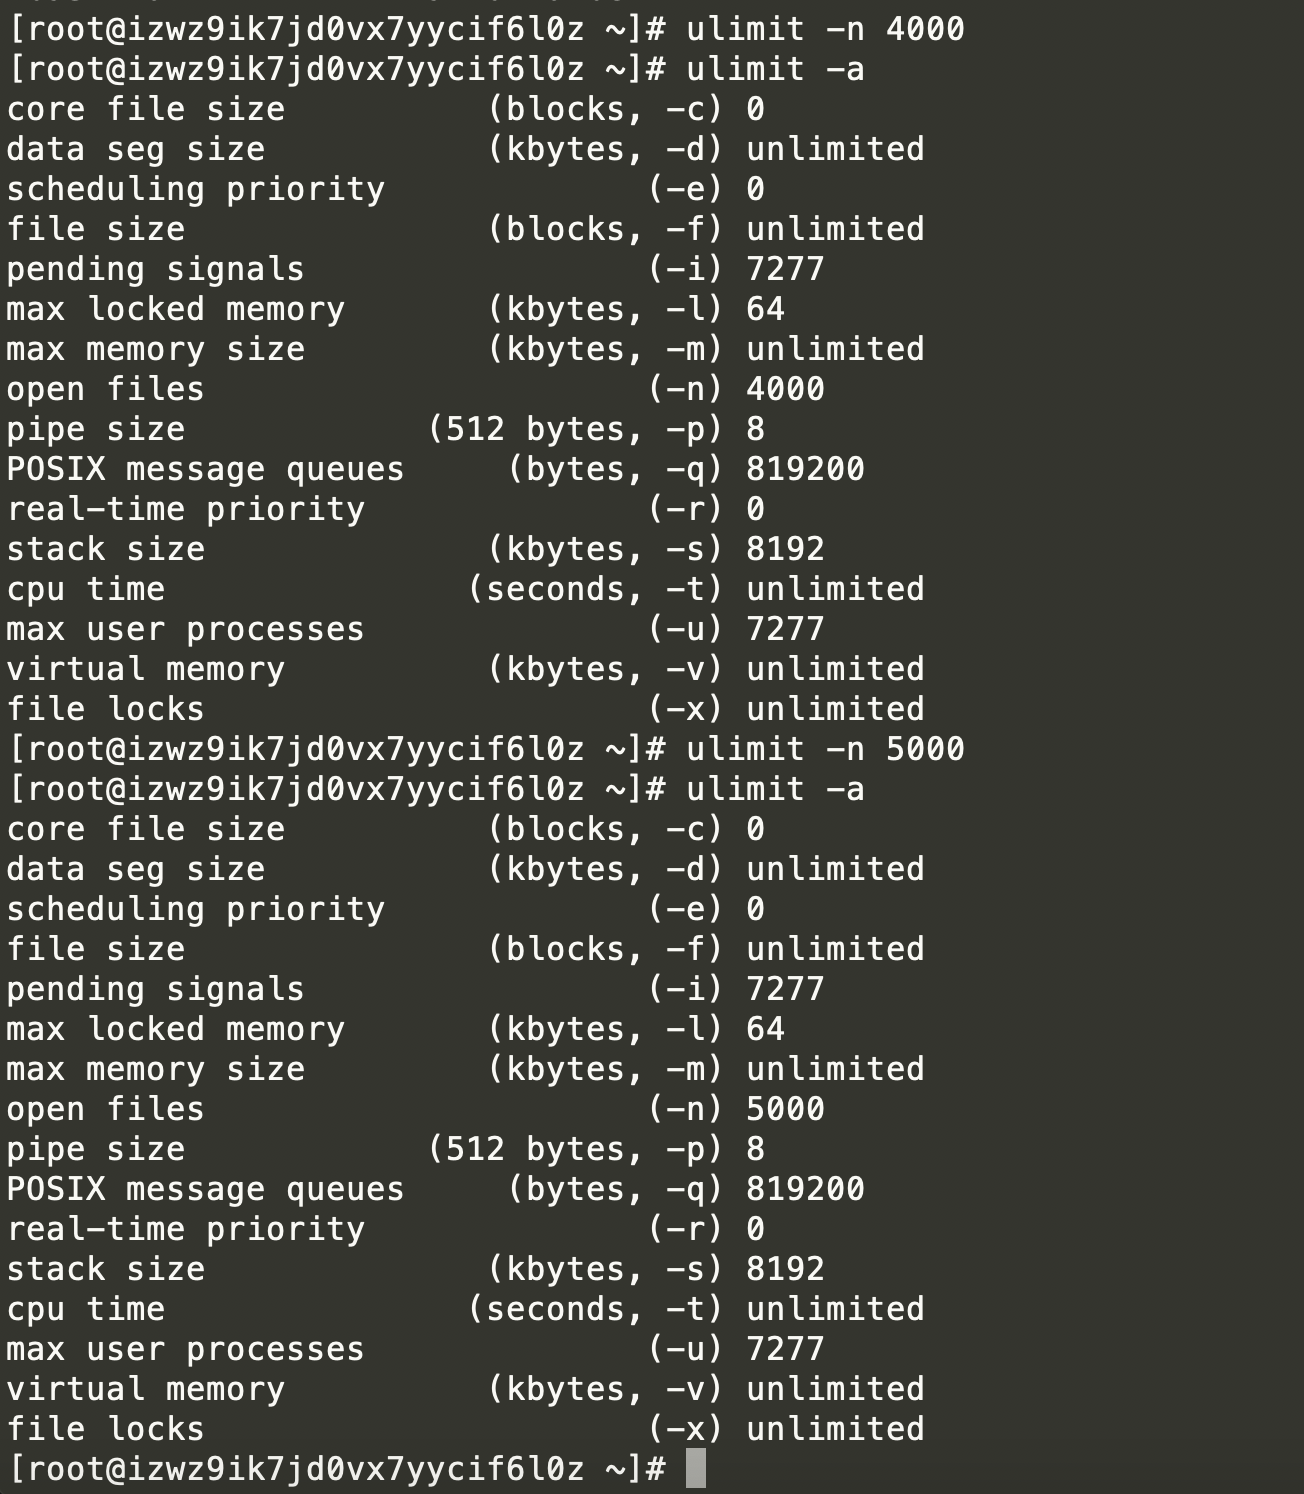 [root@izwz9ik7jd0vx7yycif6l0z ~]# ulimit -n 4000
[root@izwz9ik7jd0vx7yycif6l0z ~]# ulimit -a
core file size          (blocks, -c) 0
data seg size           (kbytes, -d) unlimited
scheduling priority             (-e) 0
file size               (blocks, -f) unlimited
pending signals                 (-i) 7277
max locked memory       (kbytes, -l) 64
max memory size         (kbytes, -m) unlimited
open files                      (-n) 4000
pipe size            (512 bytes, -p) 8
POSIX message queues     (bytes, -q) 819200
real-time priority              (-r) 0
stack size              (kbytes, -s) 8192
cpu time               (seconds, -t) unlimited
max user processes              (-u) 7277
virtual memory          (kbytes, -v) unlimited
file locks                      (-x) unlimited
[root@izwz9ik7jd0vx7yycif6l0z ~]# ulimit -n 5000
[root@izwz9ik7jd0vx7yycif6l0z ~]# ulimit -a
core file size          (blocks, -c) 0
data seg size           (kbytes, -d) unlimited
scheduling priority             (-e) 0
file size               (blocks, -f) unlimited
pending signals                 (-i) 7277
max locked memory       (kbytes, -l) 64
max memory size         (kbytes, -m) unlimited
open files                      (-n) 5000
pipe size            (512 bytes, -p) 8
POSIX message queues     (bytes, -q) 819200
real-time priority              (-r) 0
stack size              (kbytes, -s) 8192
cpu time               (seconds, -t) unlimited
max user processes              (-u) 7277
virtual memory          (kbytes, -v) unlimited
file locks                      (-x) unlimited
[root@izwz9ik7jd0vx7yycif6l0z ~]#